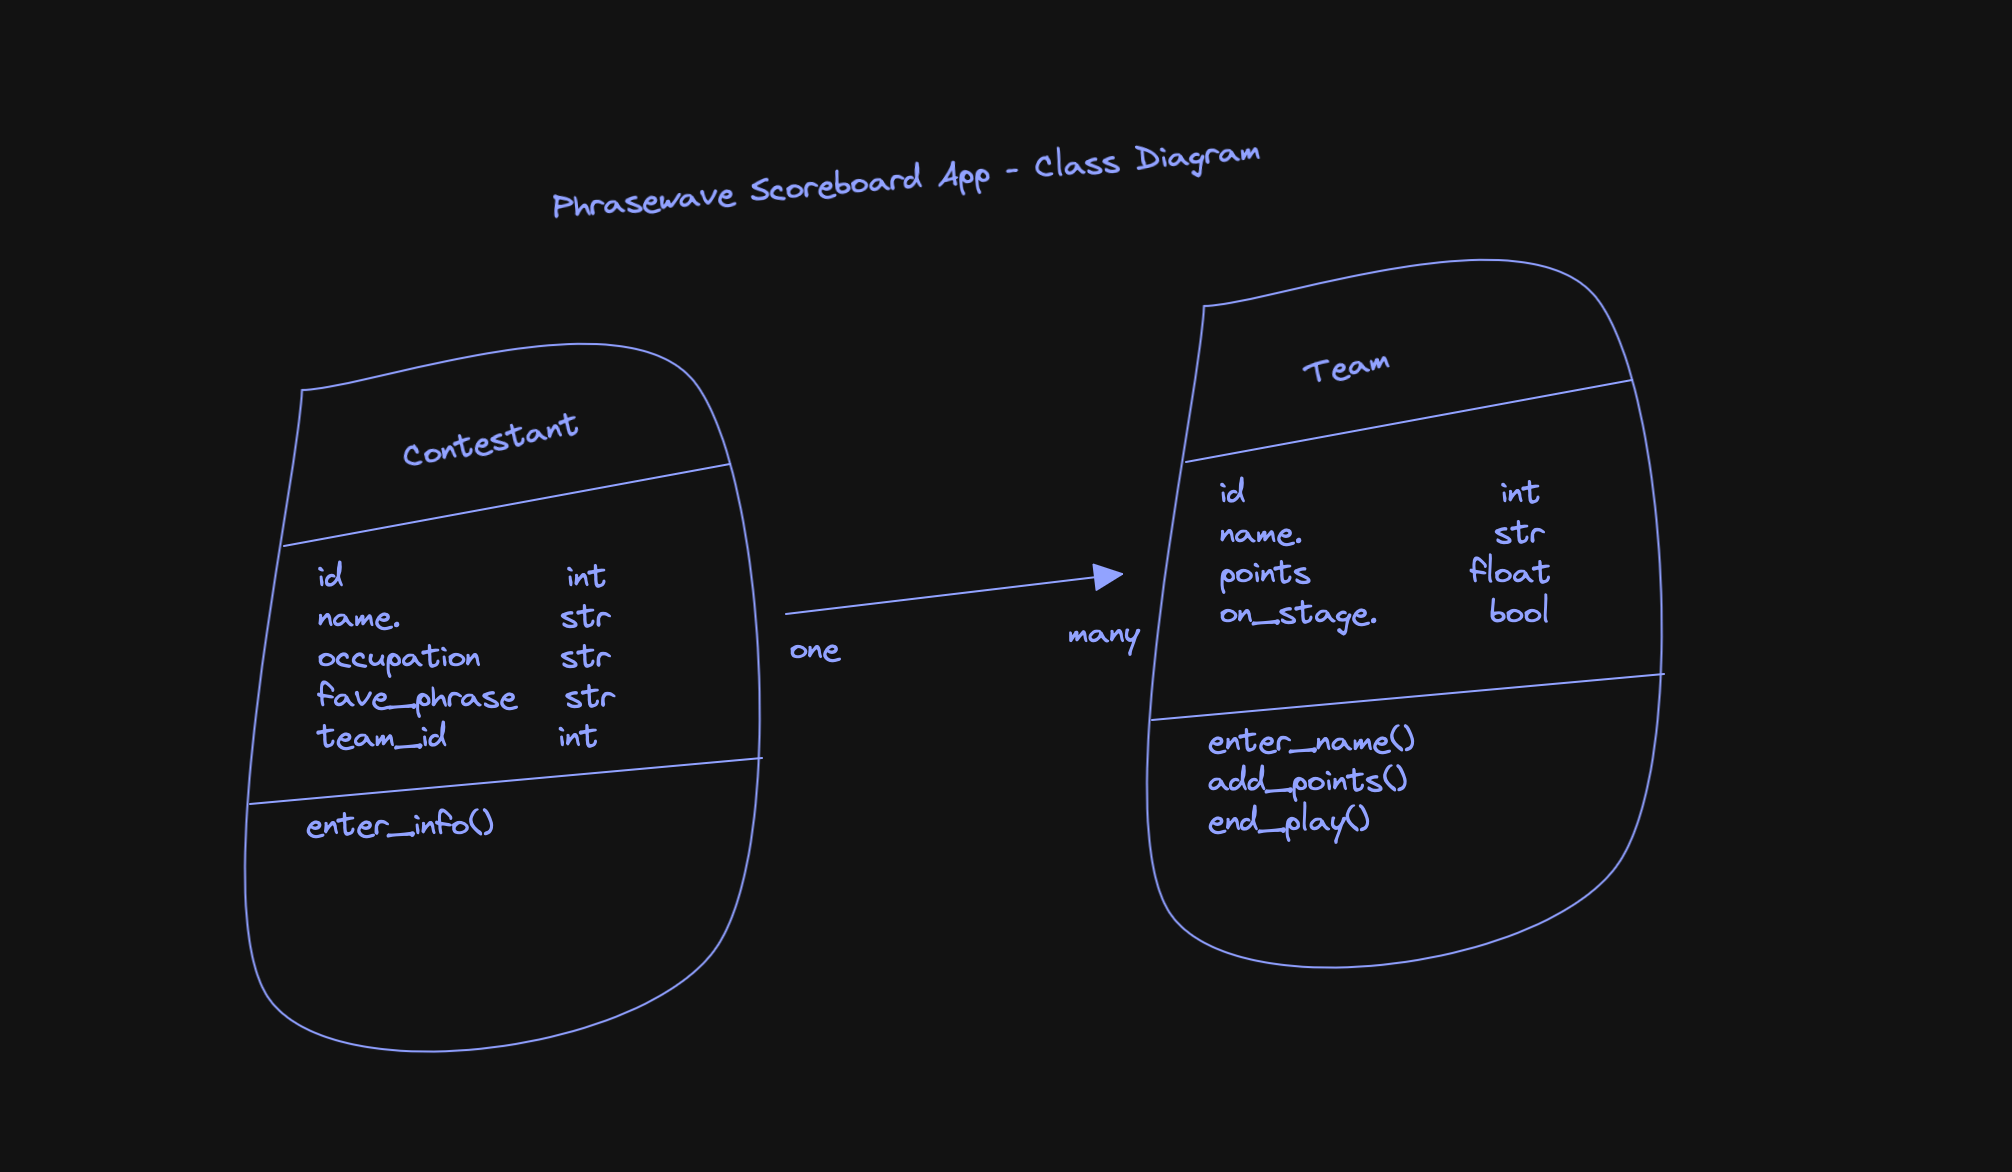 Phrasewave Scoreboard App - Class Diagram
Contestant
id int
name. str
occupation str
fave_phrase str
team_id int
enter_info()
one
many
Team
id int
name. str
points float
on_stage. bool
enter_name()
add_points()
end_play()